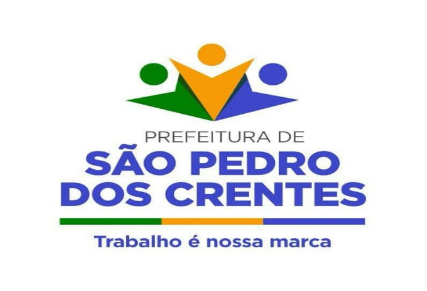 PREFEITURA DE
SÃO PEDRO
DOS CRENTES
Trabalho é nossa marca